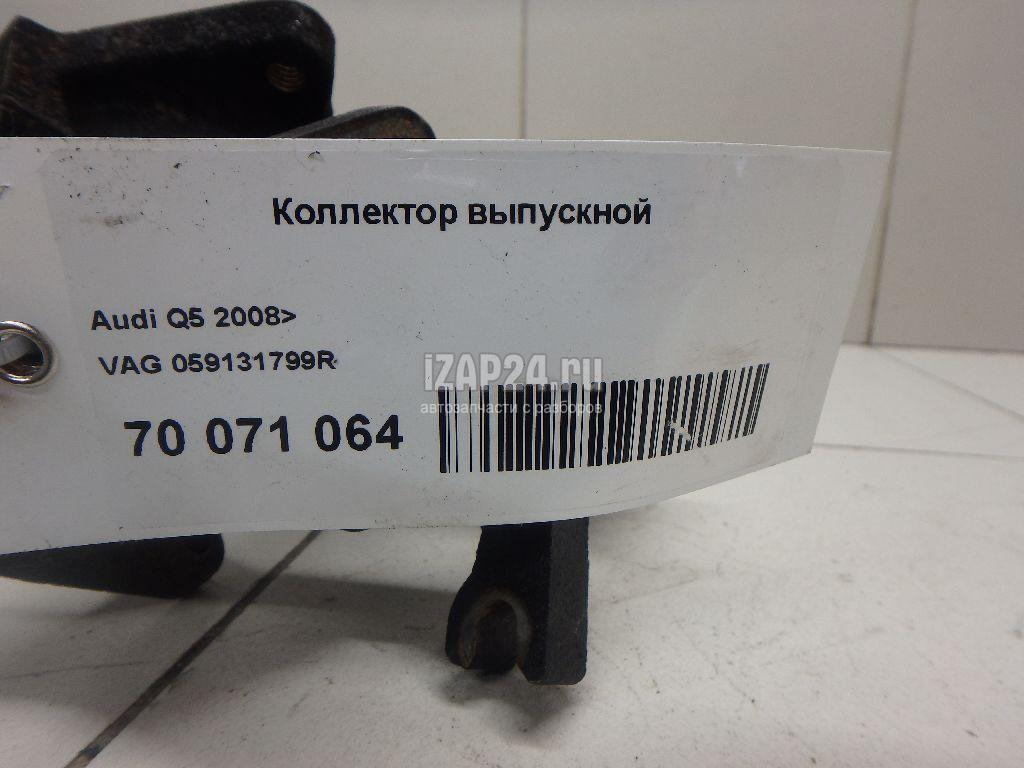 Коллектор выпускной
Audi Q5 2008>
VAG 059131799R
iZAP24.ru
автозапчасти с разборов
70 071 064